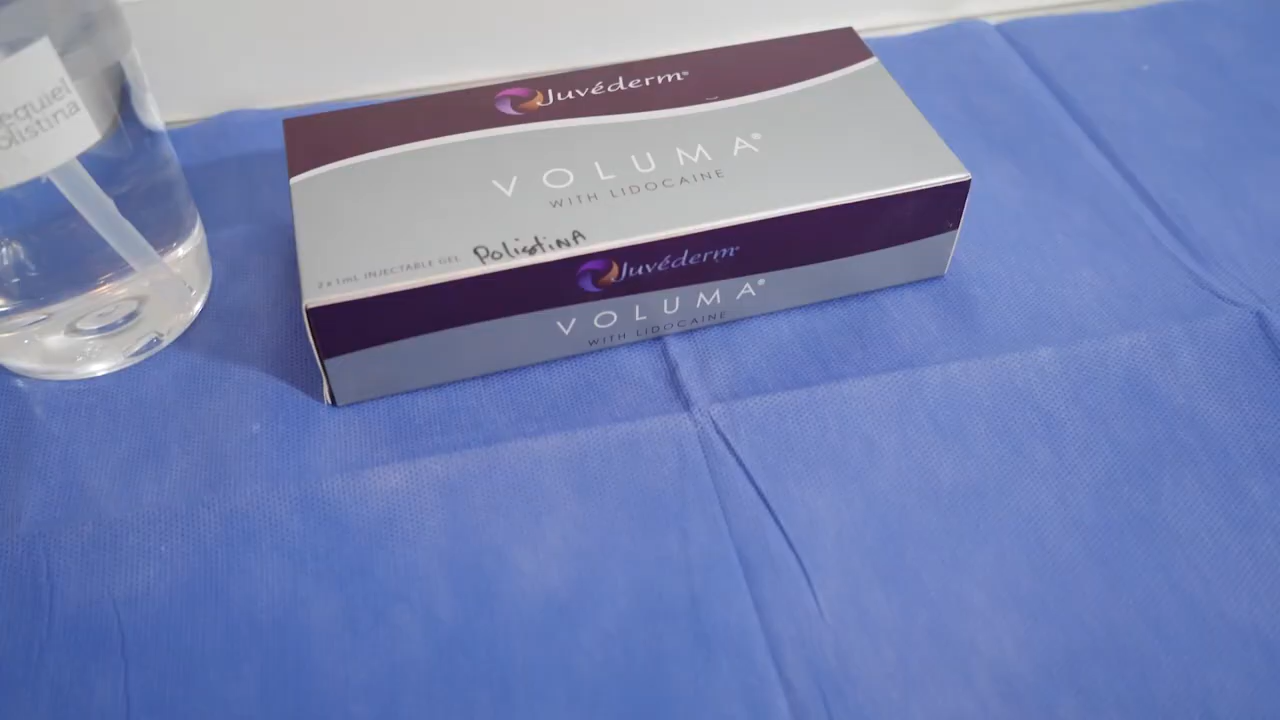 equiel
olistina
Juvéderm®
VOLUMA®
WITH LIDOCAINE
2 x 1mL INJECTABLE GEL
PolistinA
Juvéderm®
VOLUMA®
WITH LIDOCAINE